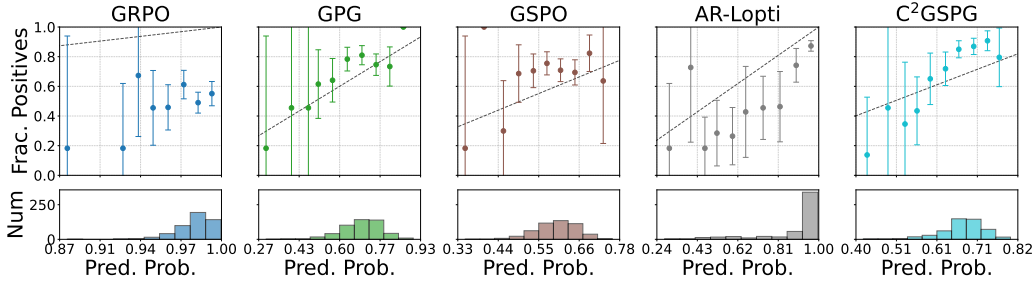 GRPO GPG GSPO AR-Lopti C²GSPG
Frac. Positives
1.0
0.8
0.6
0.4
0.2
0.0
Num
250
0
0.87 0.91 0.94 0.97 1.00
0.27 0.43 0.60 0.77 0.93
0.33 0.44 0.55 0.66 0.78
0.24 0.43 0.62 0.81 1.00
0.40 0.51 0.61 0.71 0.82
Pred. Prob. Pred. Prob. Pred. Prob. Pred. Prob. Pred. Prob.